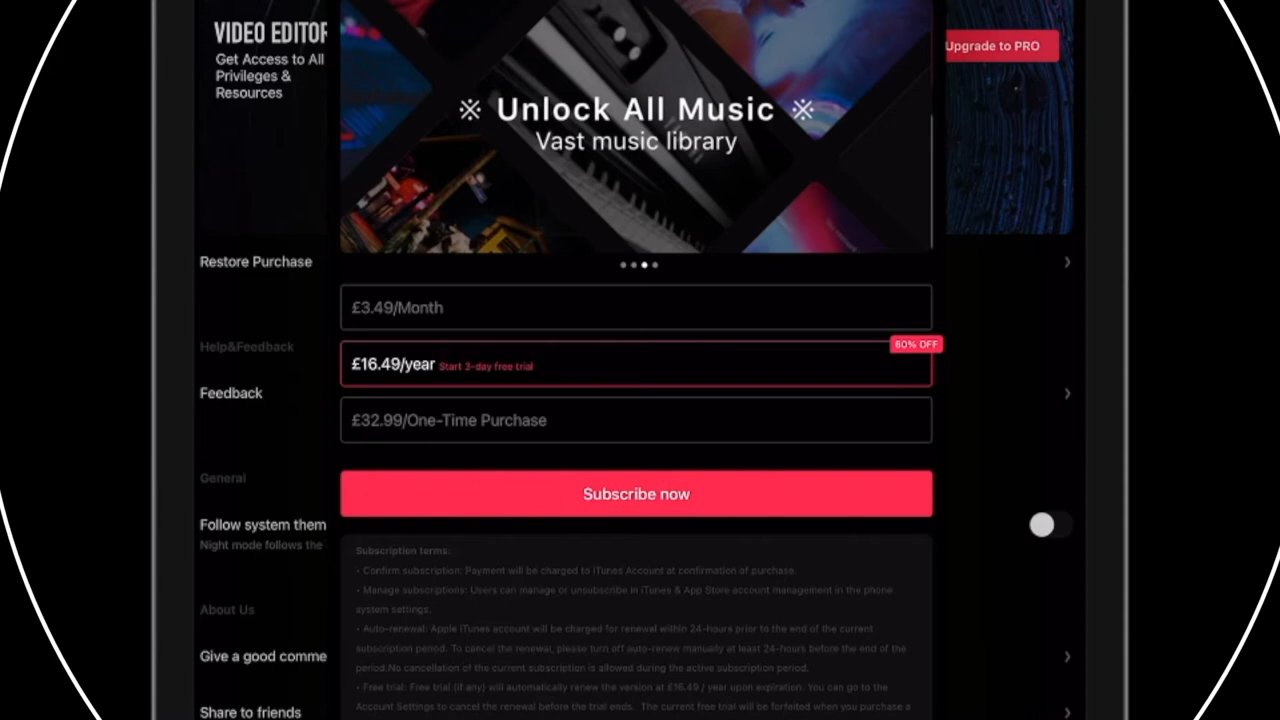 VIDEO EDITOR
Get Access to All
Privileges &
Resources
Upgrade to PRO
※ Unlock All Music ※
Vast music library
Restore Purchase
£3.49/Month
Help&Feedback
60% OFF
£16.49/year Start 3-day free trial
Feedback
£32.99/One-Time Purchase
General
Subscribe now
Follow system them
Night mode follows the
Subscription terms:
• Confirm subscription: Payment will be charged to iTunes Account at confirmation of purchase.
• Manage subscriptions: Users can manage or unsubscribe in iTunes & App Store account management in the phone
system settings.
• Auto-renewal: Apple iTunes account will be charged for renewal within 24-hours prior to the end of the current
subscription period. To cancel the renewal, please turn off auto-renew manually at least 24-hours before the end of the
period.No cancellation of the current subscription is allowed during the active subscription period.
• Free trial: Free trial (if any) will automatically renew the version at £16.49 / year upon expiration. You can go to the
Account Settings to cancel the renewal before the trial ends. The current free trial will be forfeited when you purchase a
About Us
Give a good comme
Share to friends